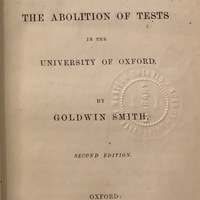 THE ABOLITION OF TESTS
IN THE
UNIVERSITY OF OXFORD,
BY
GOLDWIN SMITH.
SECOND EDITION.
OXFORD: